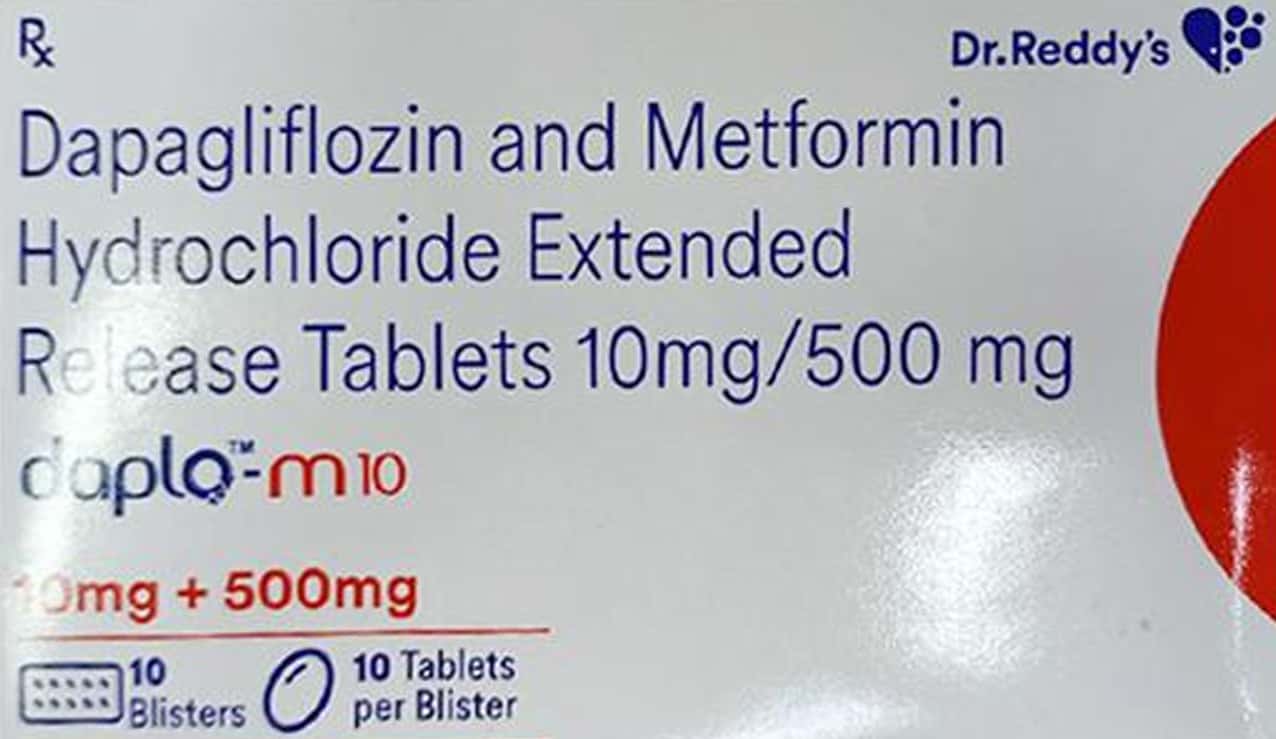 Rx
Dr.Reddy's
Dapagliflozin and Metformin
Hydrochloride Extended
Release Tablets 10mg/500 mg
daplo™-m 10
10mg + 500mg
10
Blisters
10 Tablets
per Blister